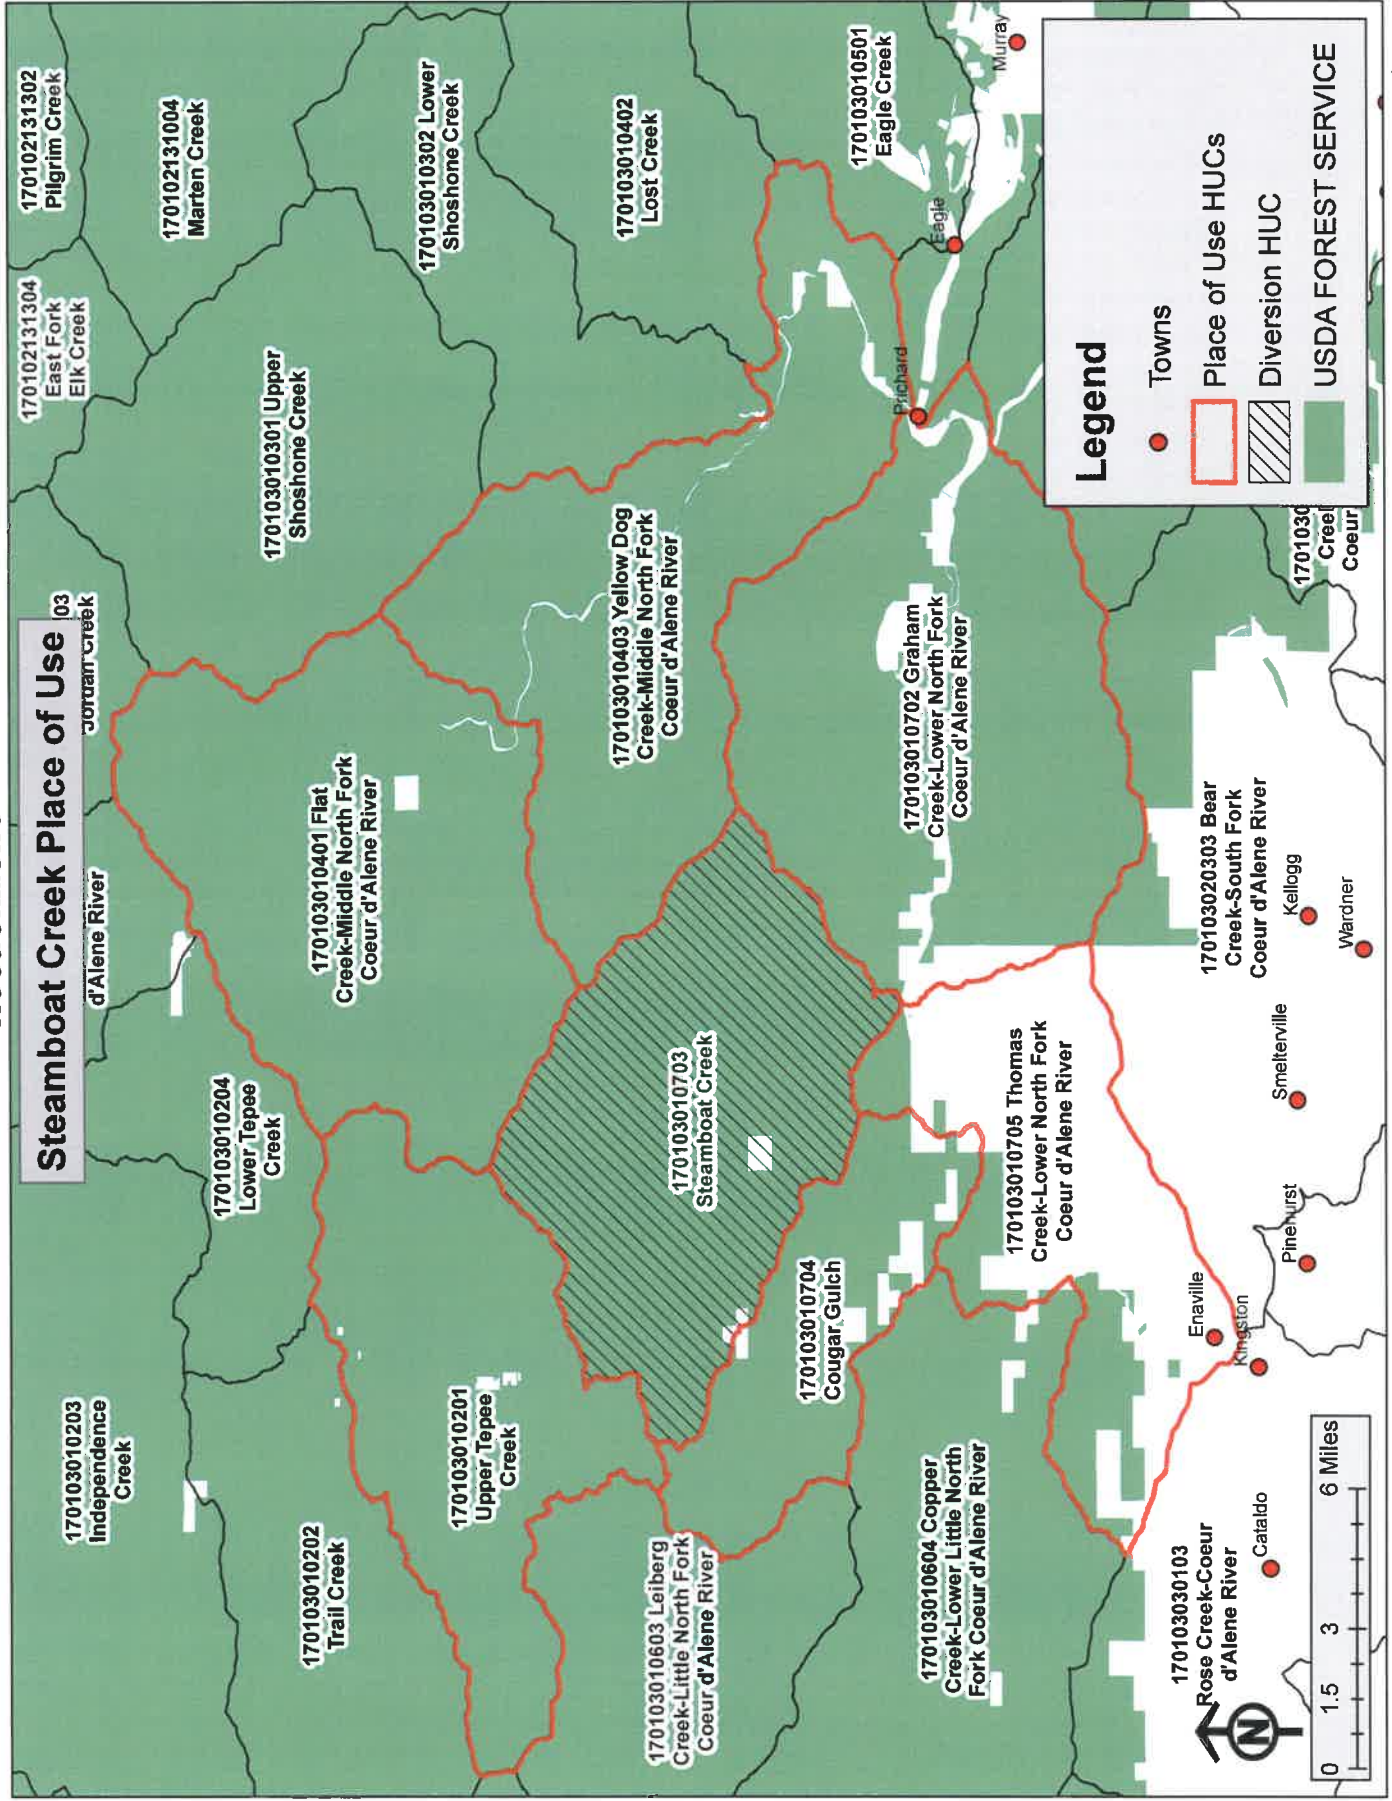 Steamboat Creek Place of Use
170102131304
East Fork
Elk Creek
170102131302
Pilgrim Creek
170102131004
Marten Creek
03
Jordan Creek
d'Alene River
170103010203
Independence
Creek
170103010204
Lower Tepee
Creek
170103010301 Upper
Shoshone Creek
170103010302 Lower
Shoshone Creek
170103010202
Trail Creek
170103010401 Flat
Creek-Middle North Fork
Coeur d'Alene River
170103010201
Upper Tepee
Creek
170103010402
Lost Creek
170103010403 Yellow Dog
Creek-Middle North Fork
Coeur d'Alene River
170103010703
Steamboat Creek
170103010603 Leiberg
Creek-Little North Fork
Coeur d'Alene River
170103010704
Cougar Gulch
170103010501
Eagle Creek
Murray
Eagle
Prichard
170103010702 Graham
Creek-Lower North Fork
Coeur d'Alene River
170103010604 Copper
Creek-Lower Little North
Fork Coeur d'Alene River
170103010705 Thomas
Creek-Lower North Fork
Coeur d'Alene River
170103030103
Rose Creek-Coeur
d'Alene River
Cataldo
Enaville
Kingston
Pinehurst
Smelterville
170103020303 Bear
Creek-South Fork
Coeur d'Alene River
Kellogg
Wardner
1701030
Creek
Coeur
Legend
Towns
Place of Use HUCs
Diversion HUC
USDA FOREST SERVICE
N
0 1.5 3 6 Miles